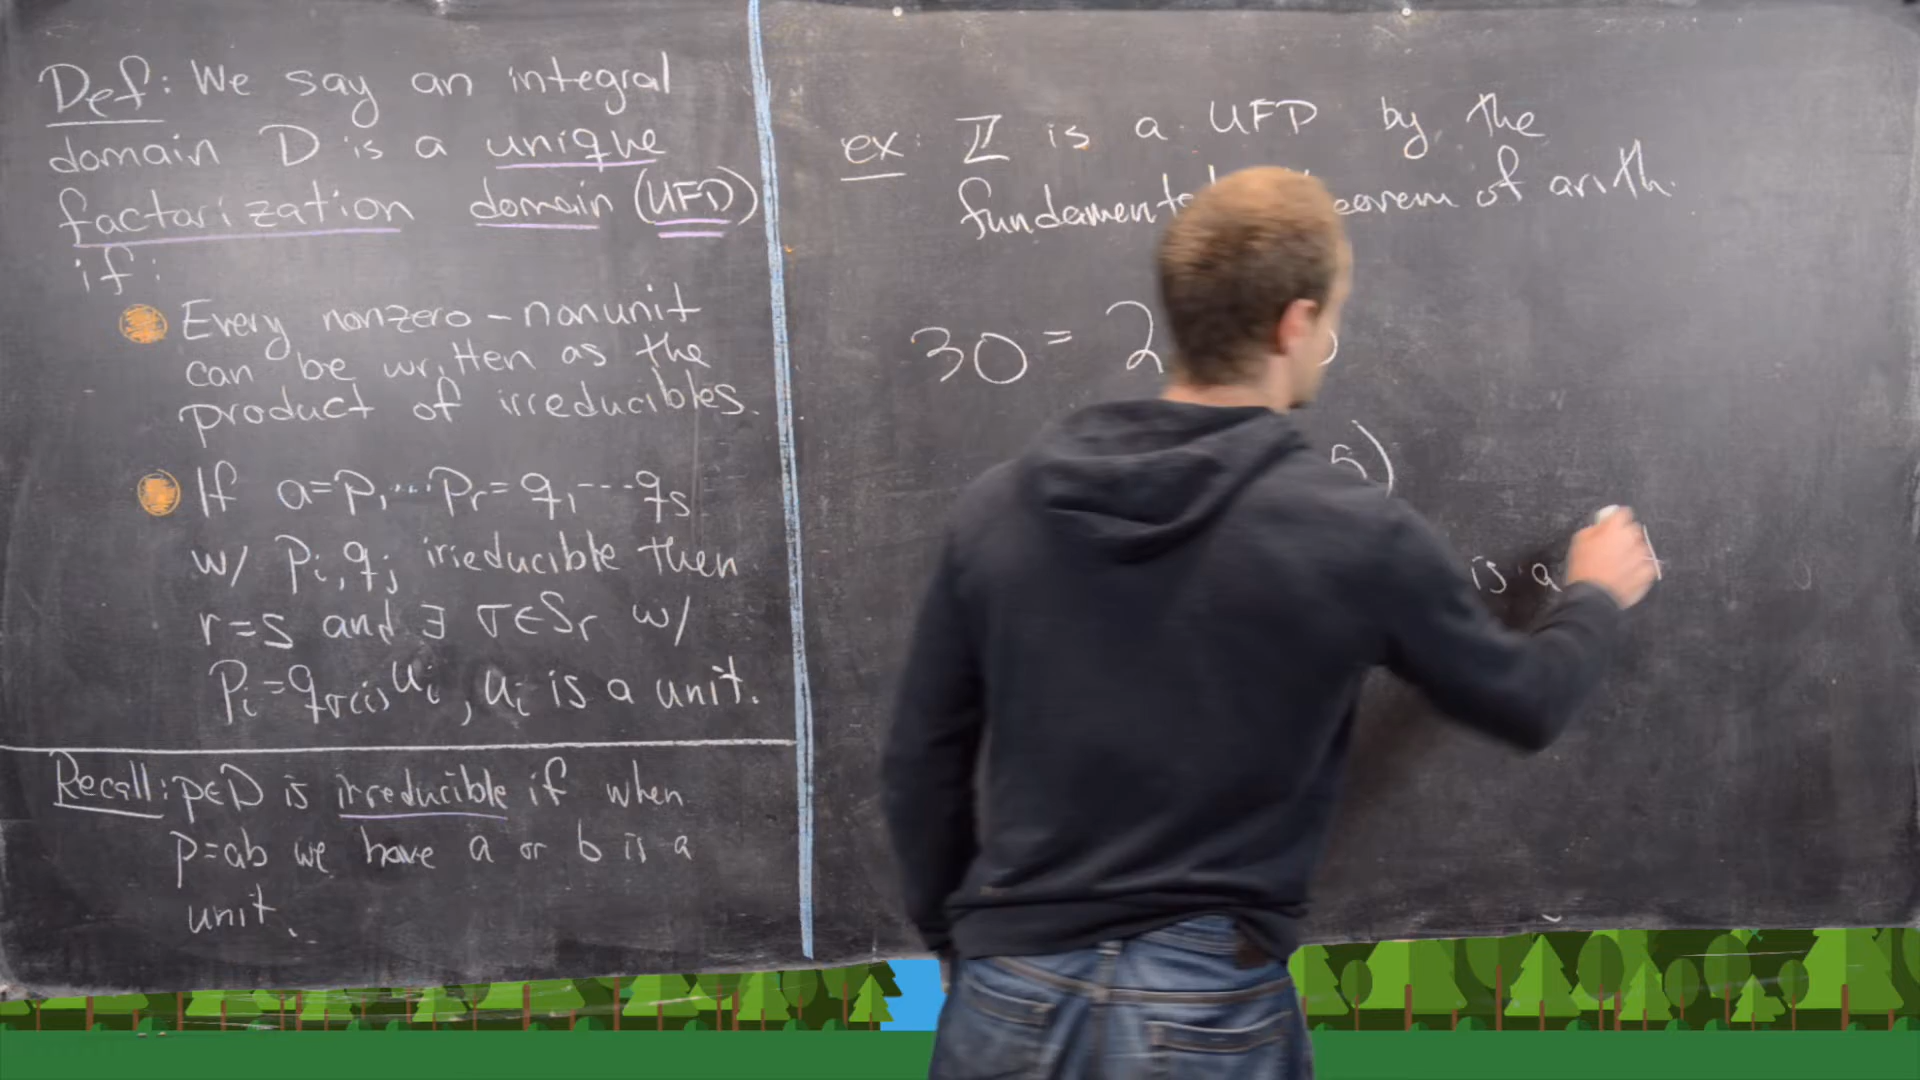 Def: We say an integral
domain D is a unique
factorization domain (UFD)
if:
Every nonzero-nonunit
can be written as the
product of irreducibles.
If a=p₁⋯pᵣ=q₁⋯qₛ
w/ pᵢ,qⱼ irreducible then
r=s and ∃ σ∈Sᵣ w/
pᵢ=q_σ(i)uᵢ, uᵢ is a unit.
Recall: p∈D is irreducible if when
p=ab we have a or b is a
unit.
ex: ℤ is a UFD by the
fundamental of arith.
30 = 2
5)
is a